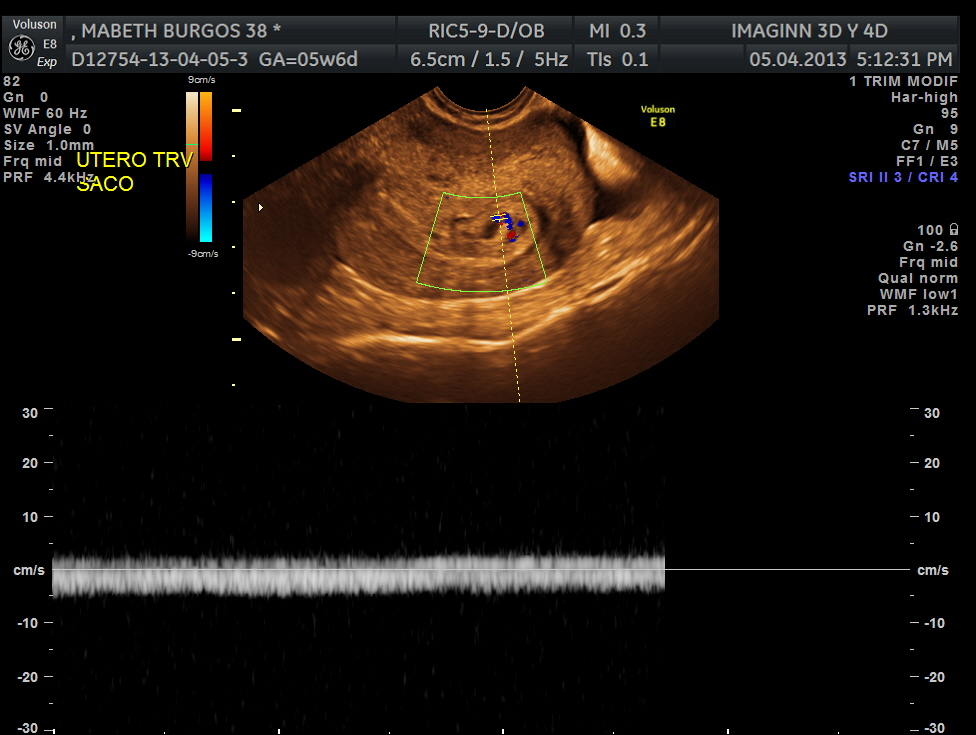 Voluson
E8
Exp
, MABETH BURGOS 38 *
RIC5-9-D/OB
MI 0.3
IMAGINN 3D Y 4D
D12754-13-04-05-3 GA=05w6d
6.5cm / 1.5 / 5Hz
TIs 0.1
05.04.2013
5:12:31 PM
82
Gn 0
WMF 60 Hz
SV Angle 0
Size 1.0mm
Frq mid
PRF 4.4kHz
UTERO TRV
SACO
9cm/s
-9cm/s
Voluson
E8
1 TRIM MODIF
Har-high
95
Gn 9
C7 / M5
FF1 / E3
SRI II 3 / CRI 4
100
Gn -2.6
Frq mid
Qual norm
WMF low1
PRF 1.3kHz
30
20
10
cm/s
-10
-20
-30
30
20
10
cm/s
-10
-20
-30